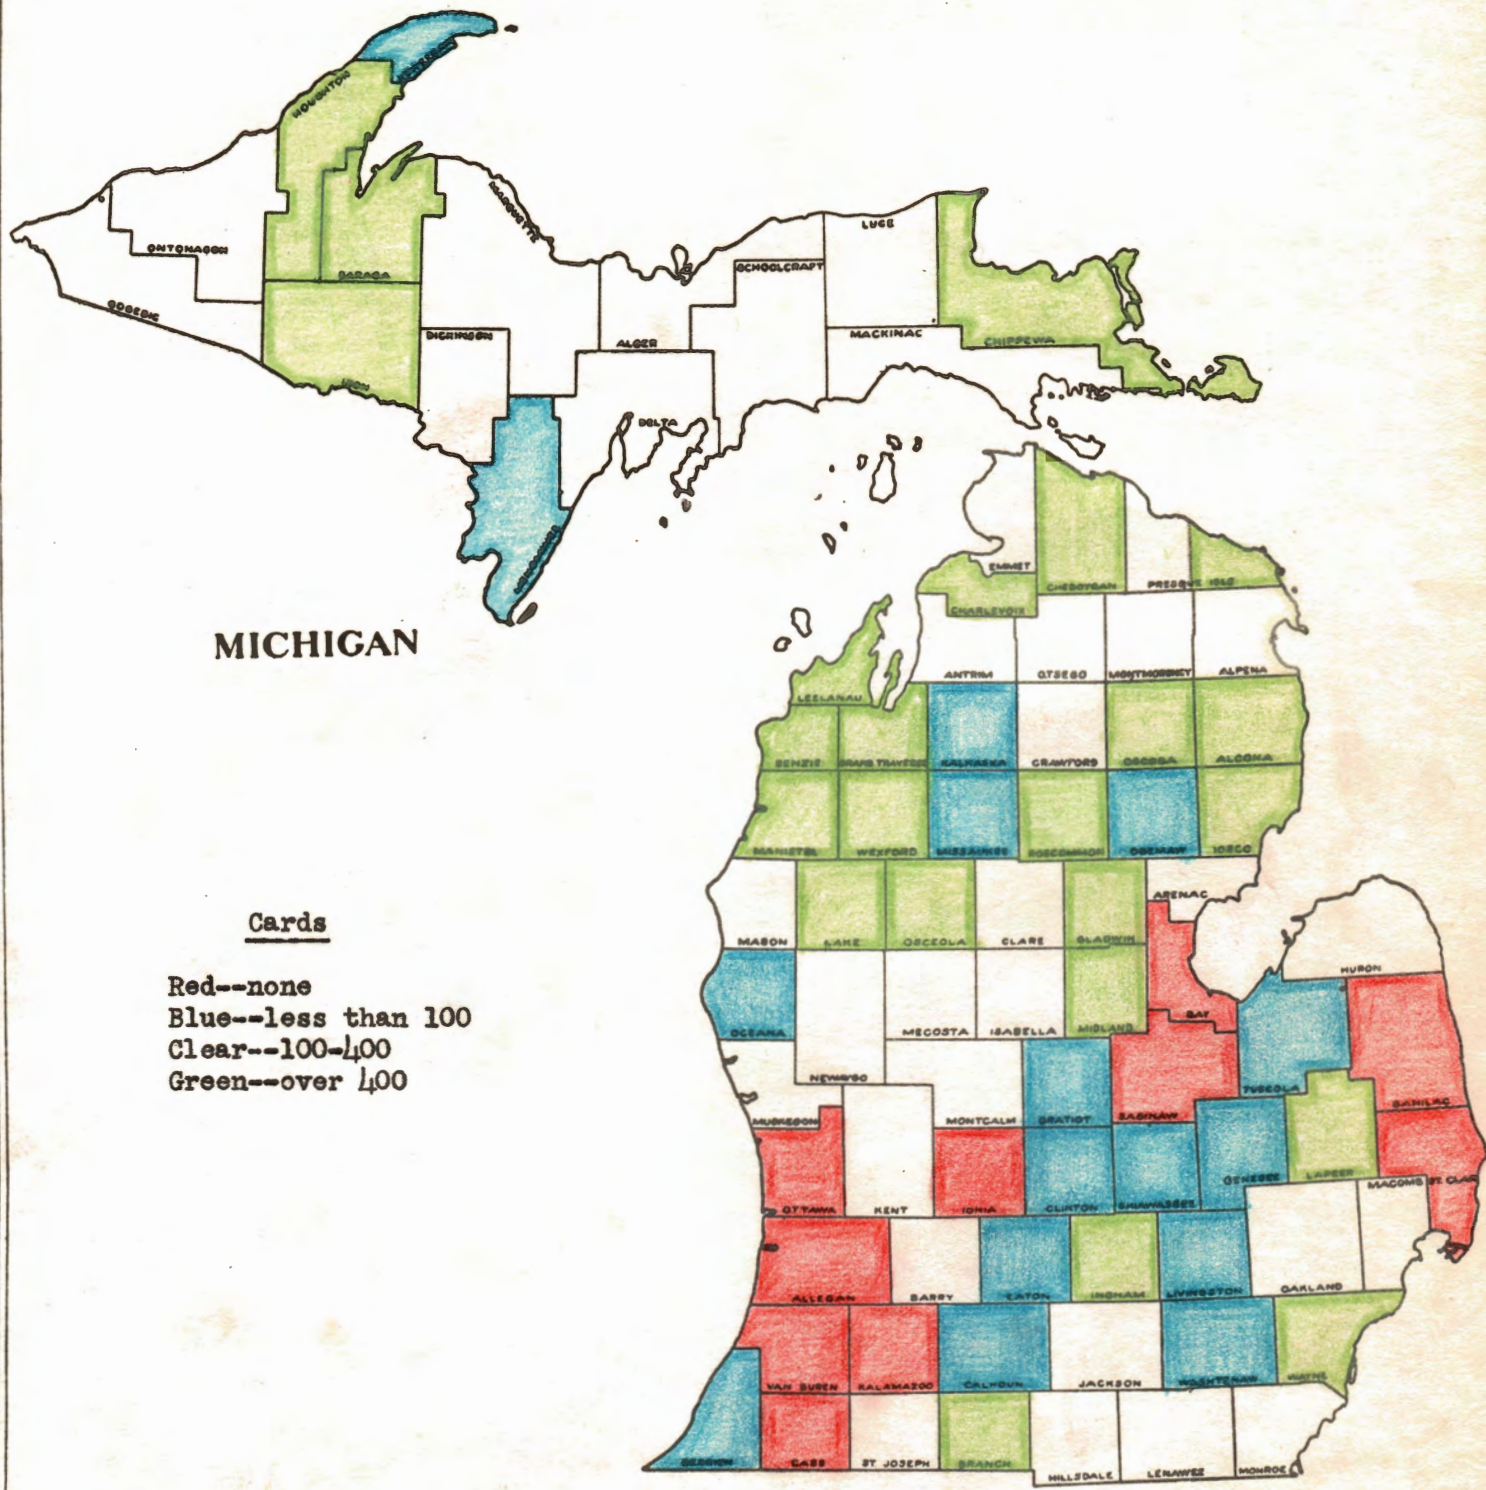 KEWEENAW
HOUGHTON
MARQUETTE
LUCE
ONTONAGON
BARAGA
SCHOOLCRAFT
GOGEBIC
DICKINSON
ALGER
MACKINAC
CHIPPEWA
IRON
DELTA
MENOMINEE
MICHIGAN
EMMET
CHEBOYGAN
PRESQUE ISLE
CHARLEVOIX
ANTRIM
OTSEGO
MONTMORENCY
ALPENA
LEELANAU
BENZIE
GRAND TRAVERSE
KALKASKA
CRAWFORD
OSCODA
ALCONA
MANISTEE
WEXFORD
MISSAUKEE
ROSCOMMON
OGEMAW
IOSCO
ARENAC
Cards
MASON
LAKE
OSCEOLA
CLARE
GLADWIN
HURON
Red--none
Blue--less than 100
Clear--100-400
Green--over 400
OCEANA
MECOSTA
ISABELLA
MIDLAND
BAY
NEWAYGO
TUSCOLA
SANILAC
MUSKEGON
MONTCALM
GRATIOT
SAGINAW
OTTAWA
KENT
IONIA
CLINTON
SHIAWASSEE
GENESEE
LAPEER
MACOMB
ST. CLAIR
ALLEGAN
BARRY
EATON
INGHAM
LIVINGSTON
OAKLAND
VAN BUREN
KALAMAZOO
CALHOUN
JACKSON
WASHTENAW
WAYNE
BERRIEN
CASS
ST. JOSEPH
BRANCH
HILLSDALE
LENAWEE
MONROE